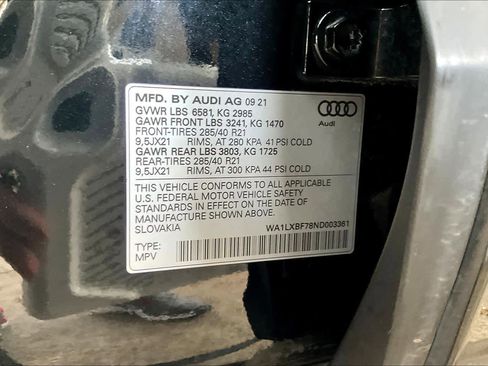 MFD. BY AUDI AG 09 21
GVWR LBS 6581, KG 2985
GAWR FRONT LBS 3241, KG 1470
FRONT-TIRES 285/40 R21
9,5JX21 RIMS, AT 280 KPA 41 PSI COLD
GAWR REAR LBS 3803, KG 1725
REAR-TIRES 285/40 R21
9,5JX21 RIMS, AT 300 KPA 44 PSI COLD
Audi
THIS VEHICLE CONFORMS TO ALL APPLICABLE
U.S. FEDERAL MOTOR VEHICLE SAFETY
STANDARDS IN EFFECT ON THE DATE OF
MANUFACTURE SHOWN ABOVE.
SLOVAKIA
WA1LXBF78ND003361
TYPE:
MPV